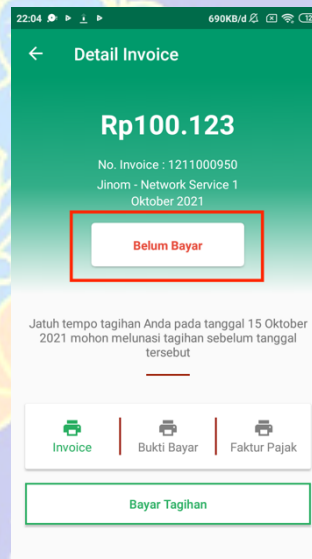 22:04
690KB/d
Detail Invoice
Rp100.123
No. Invoice : 1211000950
Jinom - Network Service 1
Oktober 2021
Belum Bayar
Jatuh tempo tagihan Anda pada tanggal 15 Oktober
2021 mohon melunasi tagihan sebelum tanggal
tersebut
Invoice
Bukti Bayar
Faktur Pajak
Bayar Tagihan